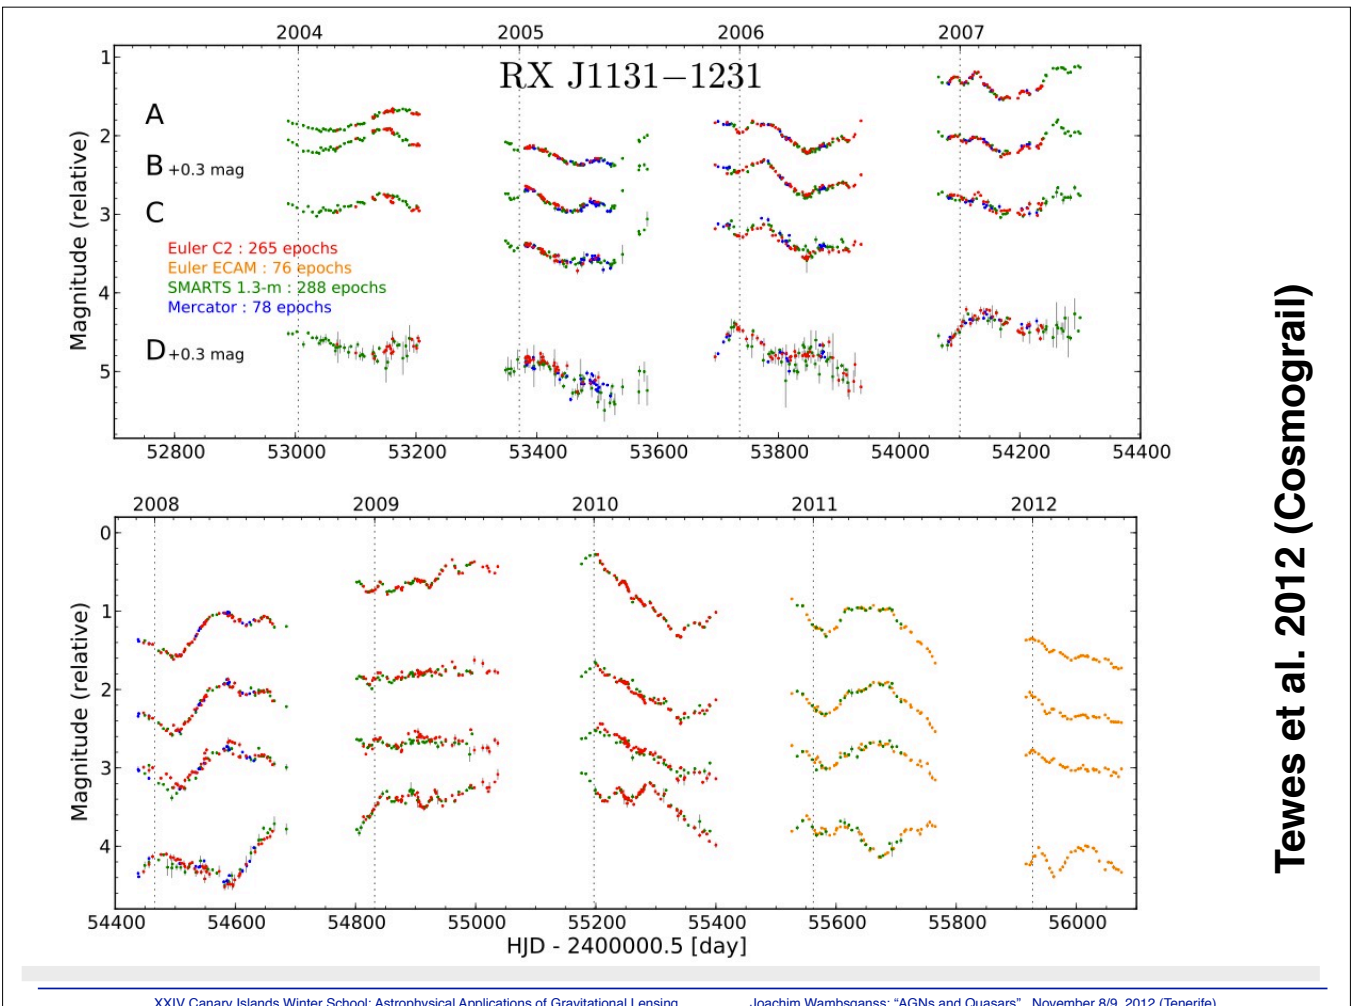 2004 2005 2006 2007
RX J1131−1231
Magnitude (relative)
1
2
3
4
5
A
B +0.3 mag
C
Euler C2 : 265 epochs
Euler ECAM : 76 epochs
SMARTS 1.3-m : 288 epochs
Mercator : 78 epochs
D +0.3 mag
52800 53000 53200 53400 53600 53800 54000 54200 54400
2008 2009 2010 2011 2012
Magnitude (relative)
0
1
2
3
4
54400 54600 54800 55000 55200 55400 55600 55800 56000
HJD - 2400000.5 [day]
Tewes et al. 2012 (Cosmograil)
XXIV Canary Islands Winter School: Astrophysical Applications of Gravitational Lensing
Joachim Wambsganss: "AGNs and Quasars", November 8/9, 2012 (Tenerife)